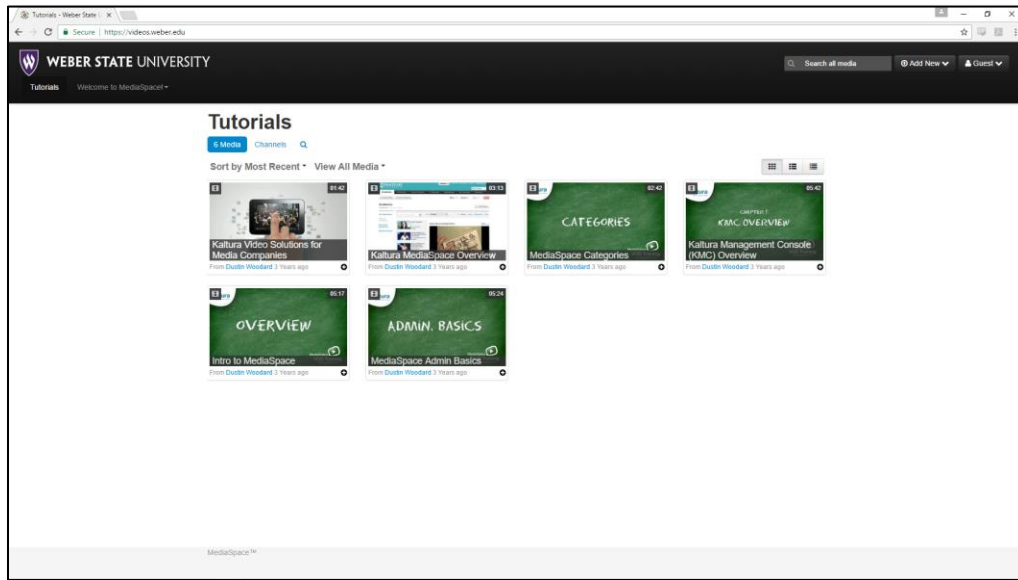 Tutorials - Weber State U
Secure | https://videos.weber.edu
WEBER STATE UNIVERSITY
Search all media
Add New
Guest
Tutorials Welcome to MediaSpace!
Tutorials
6 Media Channels
Sort by Most Recent View All Media
01:42
Kaltura Video Solutions for
Media Companies
From Dustin Woodard 3 Years ago
03:13
Kaltura MediaSpace Overview
From Dustin Woodard 3 Years ago
02:42
CATEGORIES
MediaSpace Categories
From Dustin Woodard 3 Years ago
05:42
CHAPTER 1
KMC OVERVIEW
Kaltura Management Console
(KMC) Overview
From Dustin Woodard 3 Years ago
05:17
OVERVIEW
Intro to MediaSpace
From Dustin Woodard 3 Years ago
05:24
ADMIN. BASICS
MediaSpace Admin Basics
From Dustin Woodard 3 Years ago
MediaSpace™